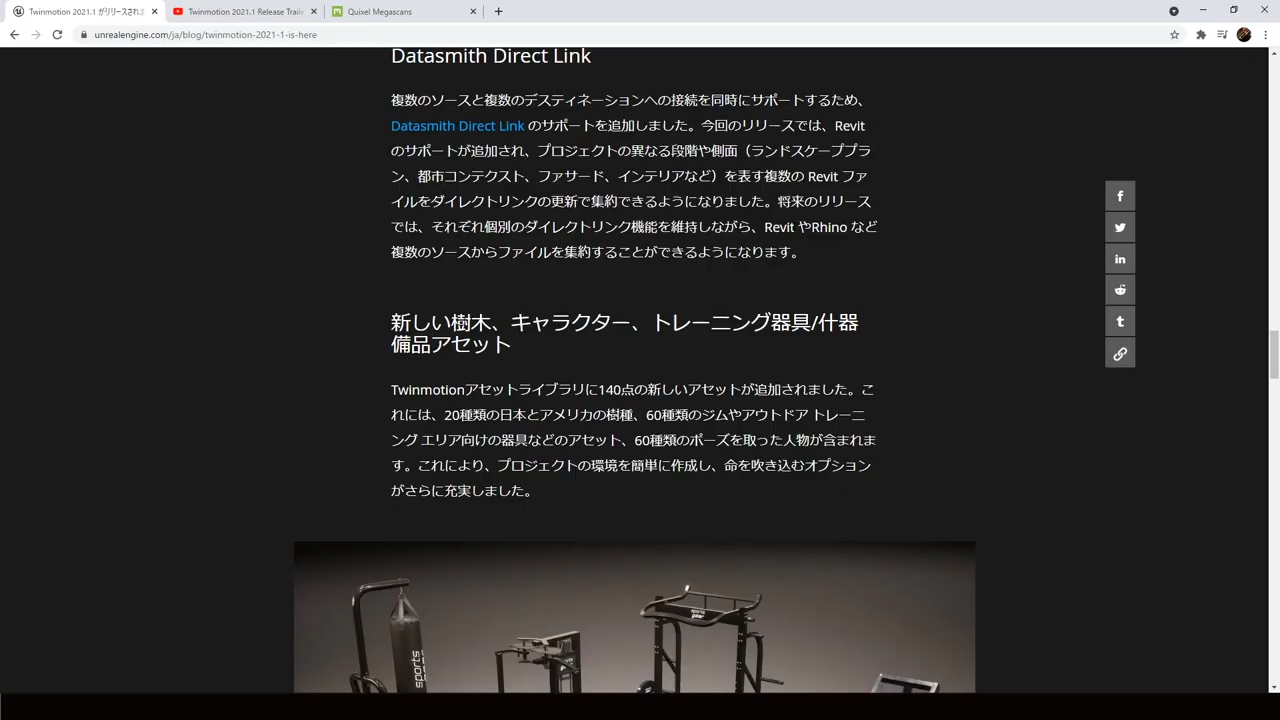 Twinmotion 2021.1 がリリースされま
Twinmotion 2021.1 Release Traile
Quixel Megascans
unrealengine.com/ja/blog/twinmotion-2021-1-is-here
Datasmith Direct Link
複数のソースと複数のデスティネーションへの接続を同時にサポートするため、
Datasmith Direct Link のサポートを追加しました。今回のリリースでは、Revit
のサポートが追加され、プロジェクトの異なる段階や側面（ランドスケーププラ
ン、都市コンテクスト、ファサード、インテリアなど）を表す複数の Revit ファ
イルをダイレクトリンクの更新で集約できるようになりました。将来のリリース
では、それぞれ個別のダイレクトリンク機能を維持しながら、Revit やRhino など
複数のソースからファイルを集約することができるようになります。
新しい樹木、キャラクター、トレーニング器具/什器
備品アセット
Twinmotionアセットライブラリに140点の新しいアセットが追加されました。こ
れには、20種類の日本とアメリカの樹種、60種類のジムやアウトドア トレーニ
ング エリア向けの器具などのアセット、60種類のポーズを取った人物が含まれま
す。これにより、プロジェクトの環境を簡単に作成し、命を吹き込むオプション
がさらに充実しました。
sports
gear
sports